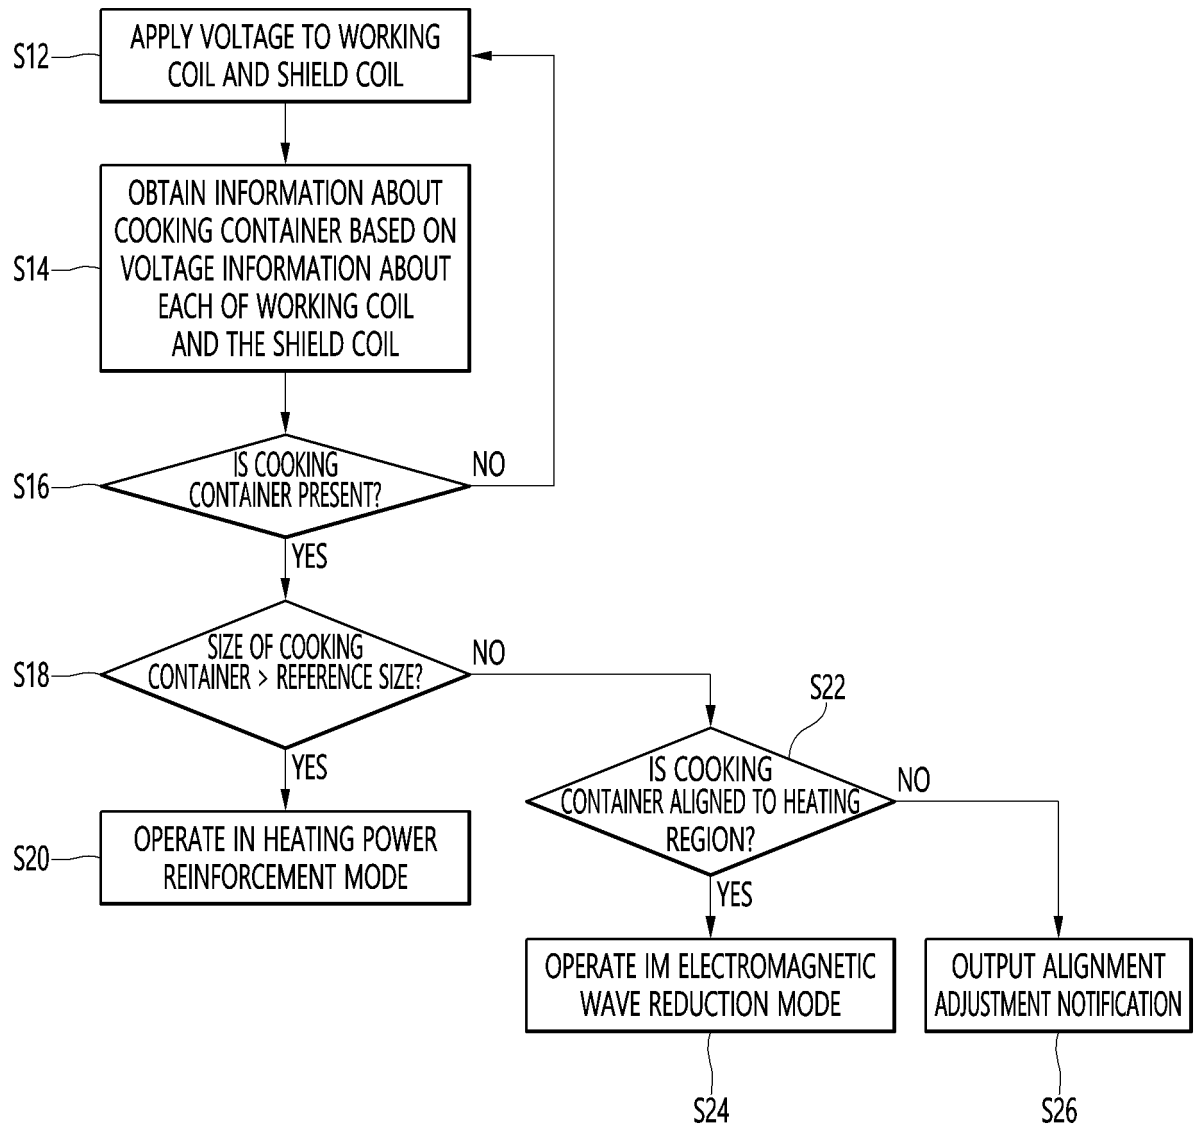 APPLY VOLTAGE TO WORKING
COIL AND SHIELD COIL
S12
OBTAIN INFORMATION ABOUT
COOKING CONTAINER BASED ON
VOLTAGE INFORMATION ABOUT
EACH OF WORKING COIL
AND THE SHIELD COIL
S14
IS COOKING
CONTAINER PRESENT?
S16
NO
YES
SIZE OF COOKING
CONTAINER > REFERENCE SIZE?
S18
NO
YES
OPERATE IN HEATING POWER
REINFORCEMENT MODE
S20
S22
IS COOKING
CONTAINER ALIGNED TO HEATING
REGION?
NO
YES
OPERATE IM ELECTROMAGNETIC
WAVE REDUCTION MODE
S24
OUTPUT ALIGNMENT
ADJUSTMENT NOTIFICATION
S26